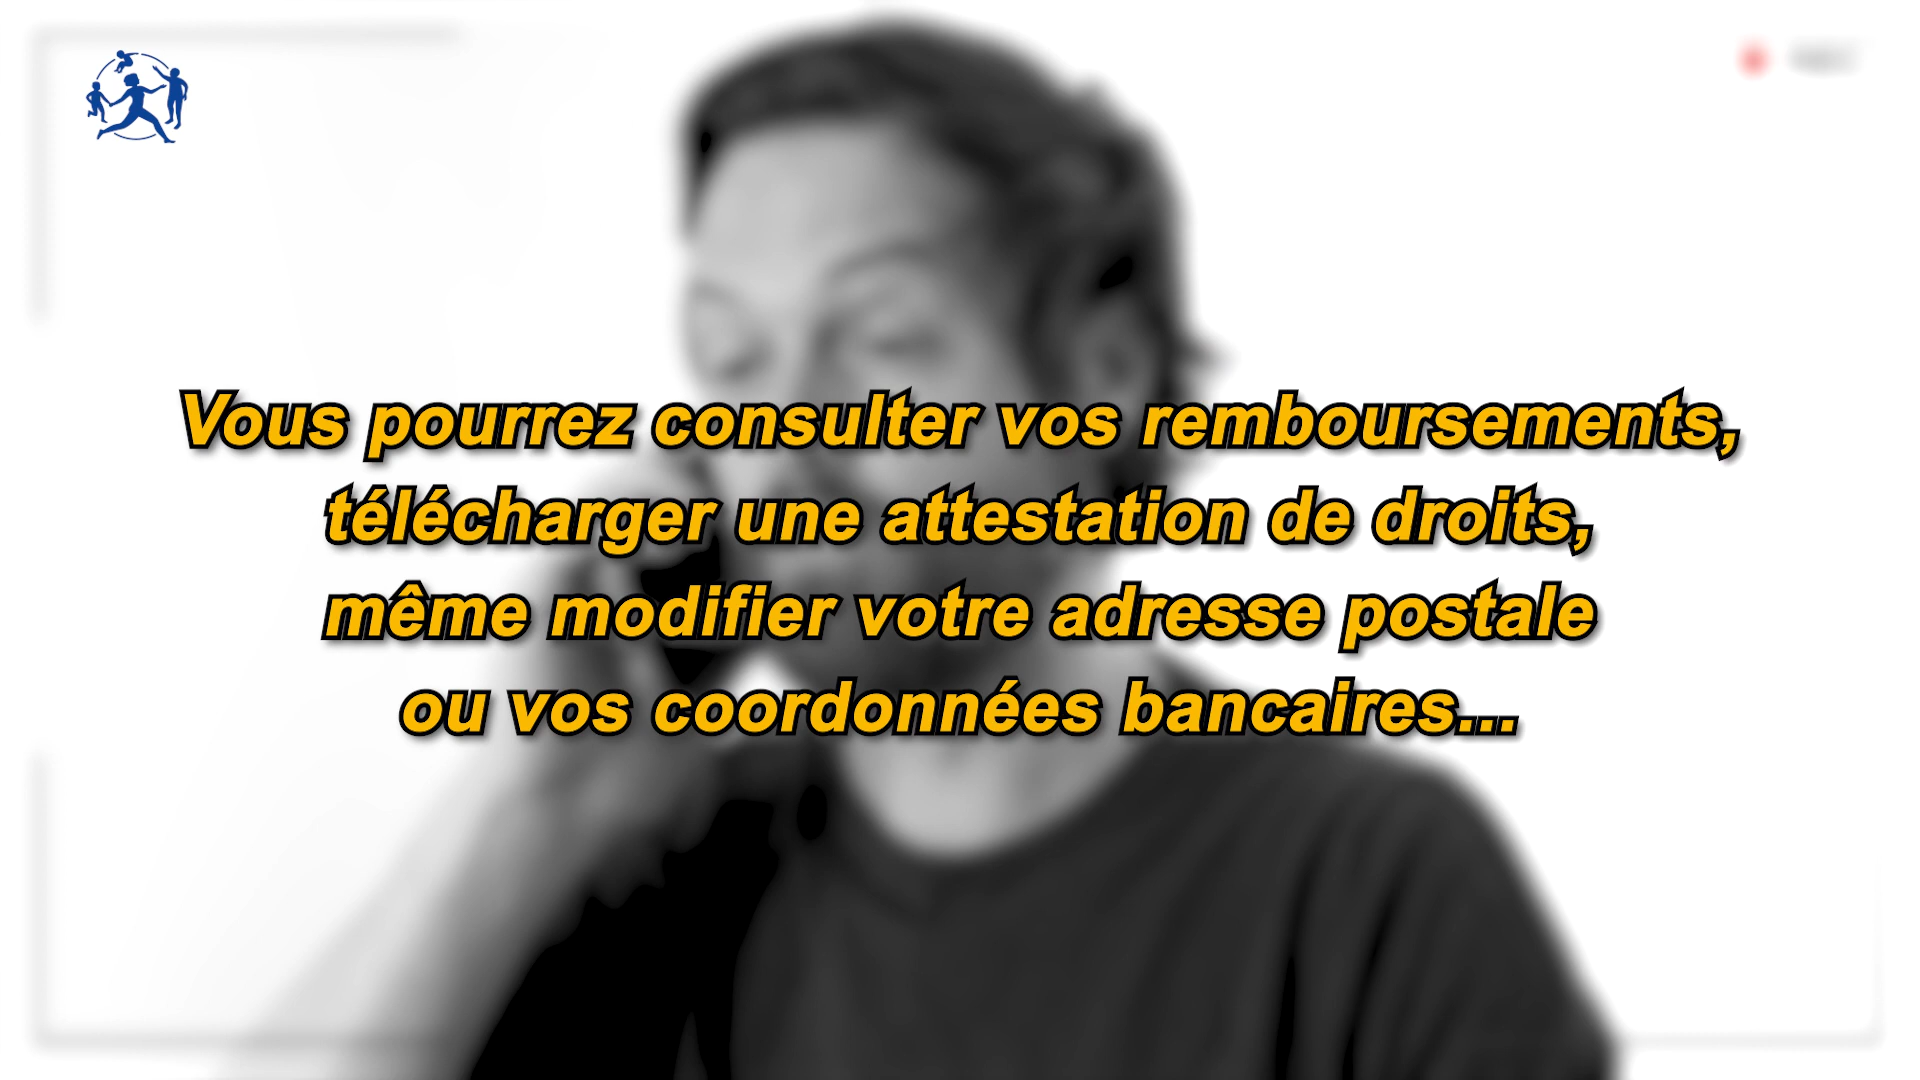 Vous pourrez consulter vos remboursements,
télécharger une attestation de droits,
même modifier votre adresse postale
ou vos coordonnées bancaires...